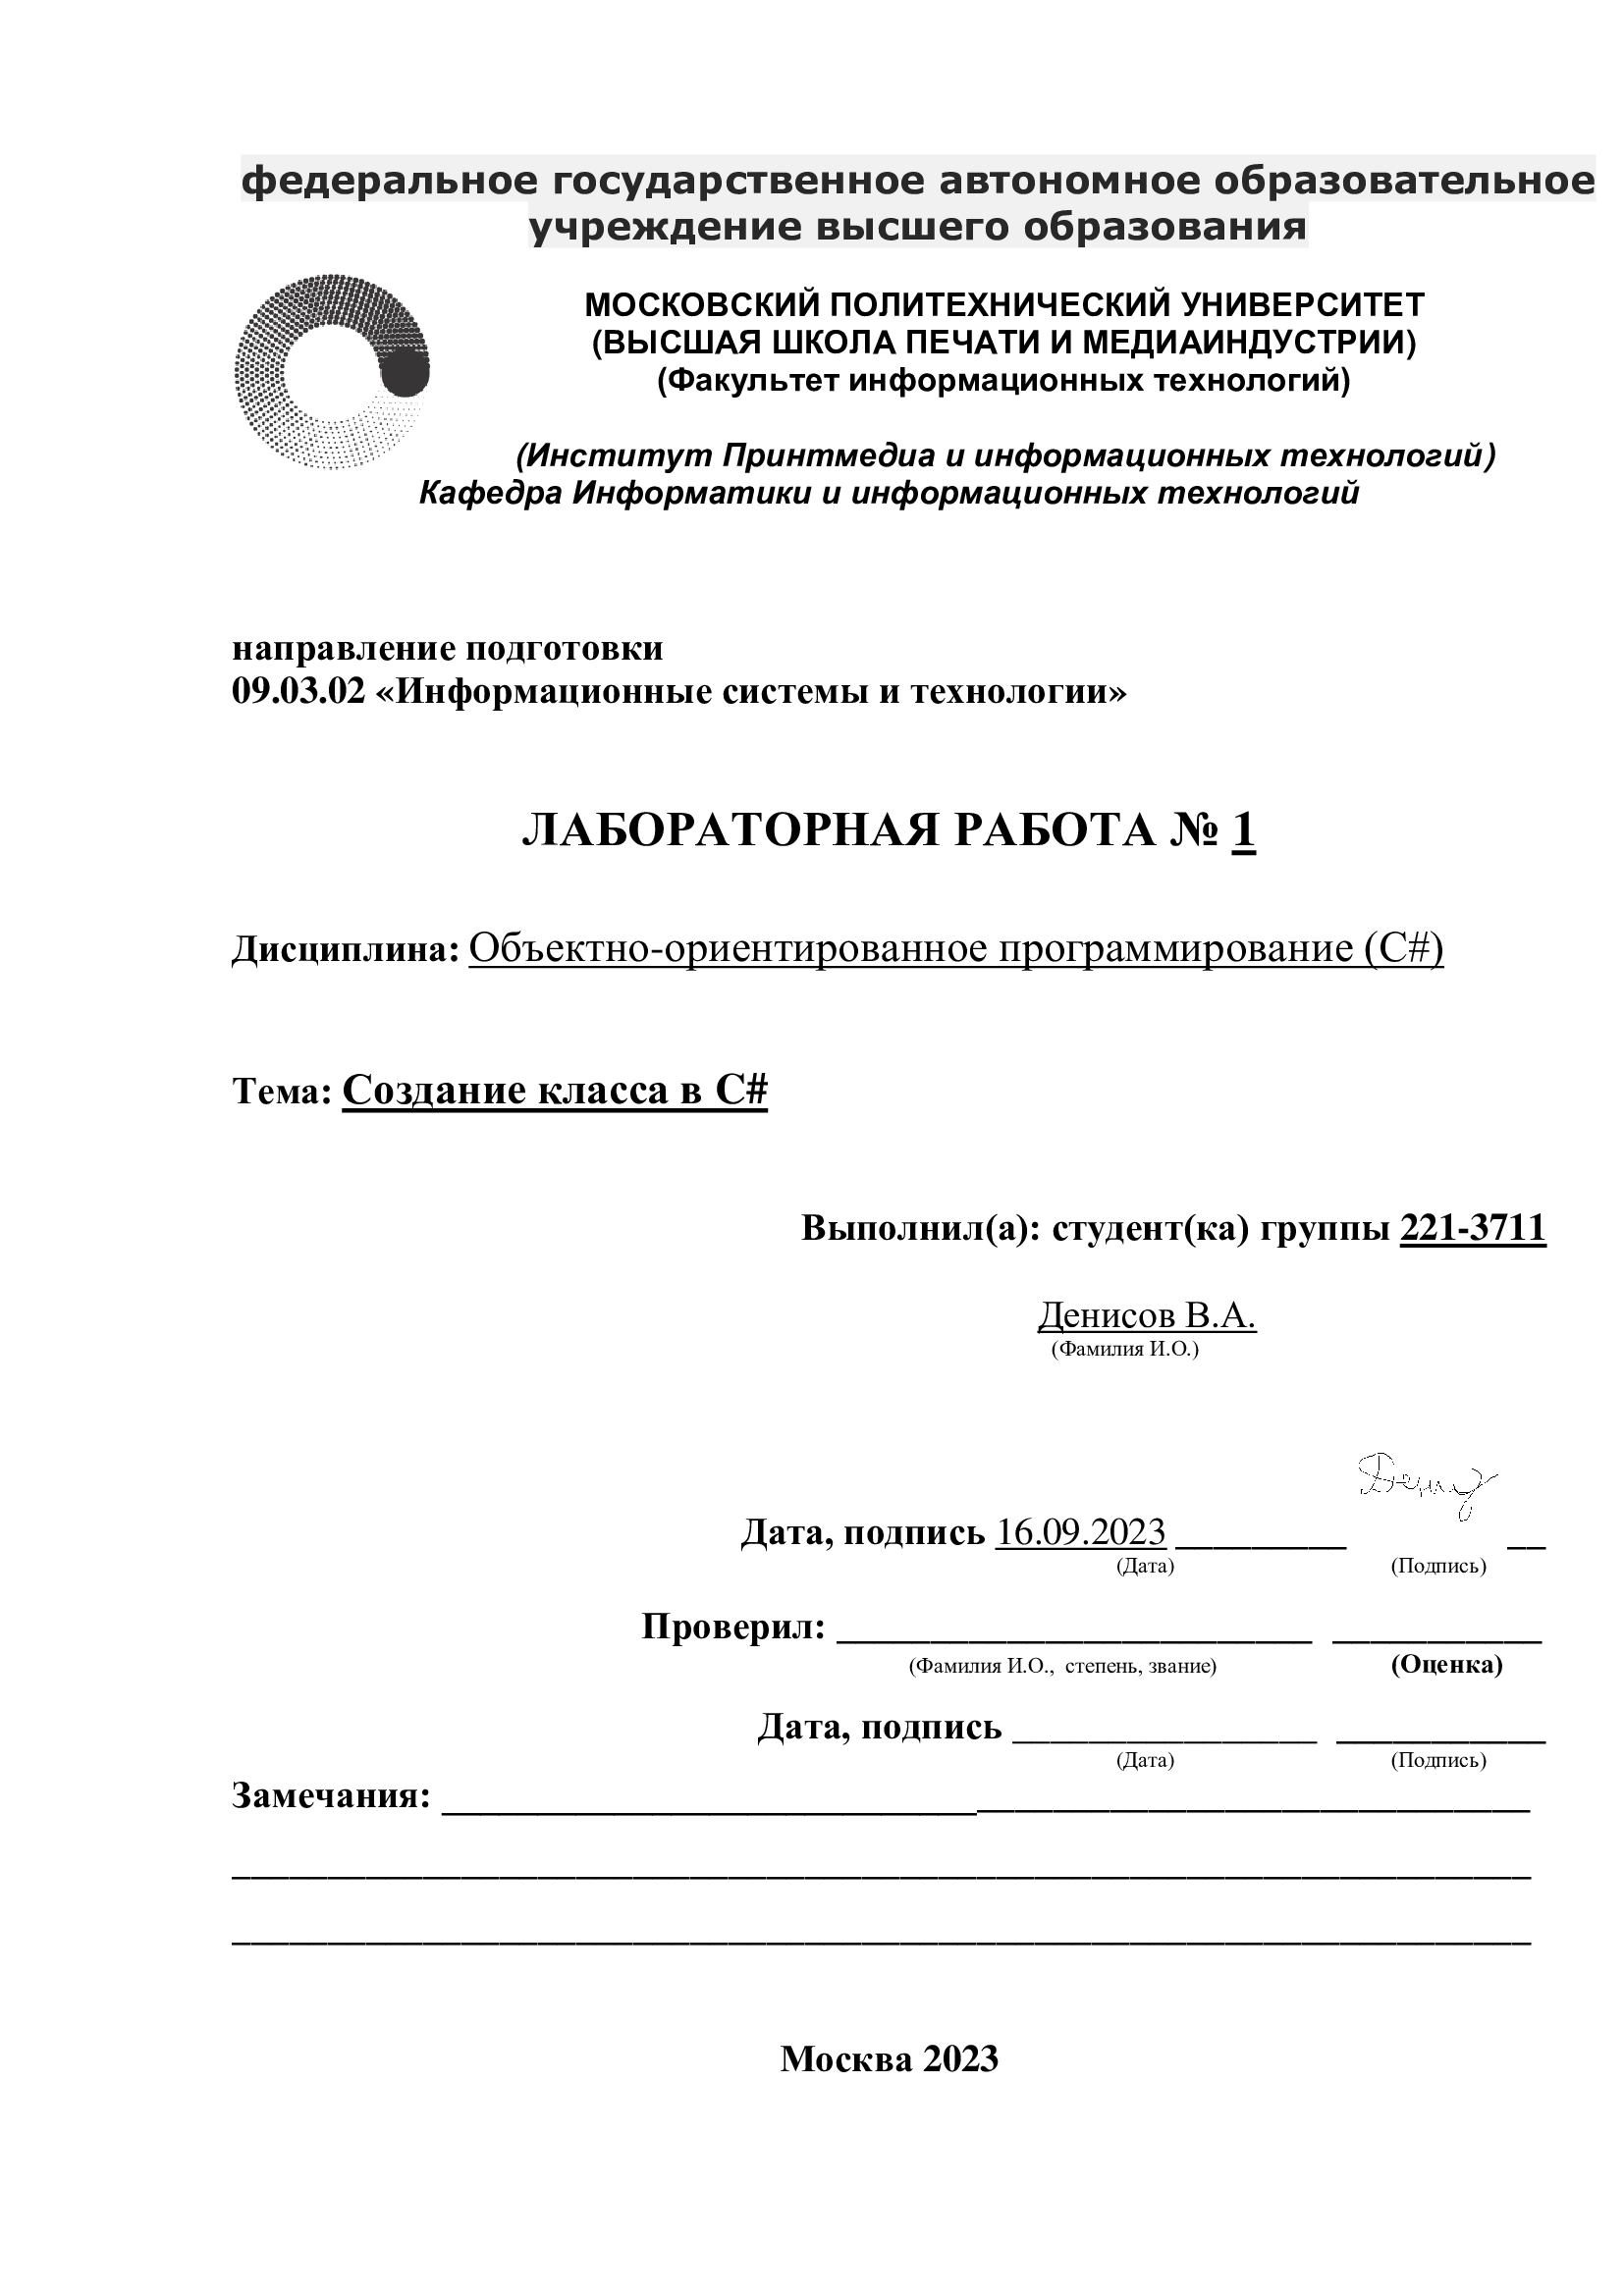 федеральное государственное автономное образовательное
учреждение высшего образования
МОСКОВСКИЙ ПОЛИТЕХНИЧЕСКИЙ УНИВЕРСИТЕТ
(ВЫСШАЯ ШКОЛА ПЕЧАТИ И МЕДИАИНДУСТРИИ)
(Факультет информационных технологий)
(Институт Принтмедиа и информационных технологий)
Кафедра Информатики и информационных технологий
направление подготовки
09.03.02 «Информационные системы и технологии»
ЛАБОРАТОРНАЯ РАБОТА № 1
Дисциплина: Объектно-ориентированное программирование (C#)
Тема: Создание класса в C#
Выполнил(а): студент(ка) группы 221-3711
Денисов В.А.
(Фамилия И.О.)
Дата, подпись 16.09.2023 _________ __
(Дата) (Подпись)
Проверил: _________________________ ___________
(Фамилия И.О., степень, звание) (Оценка)
Дата, подпись ________________ ___________
(Дата) (Подпись)
Замечания: _________________________________________________________
____________________________________________________________________
____________________________________________________________________
Москва 2023